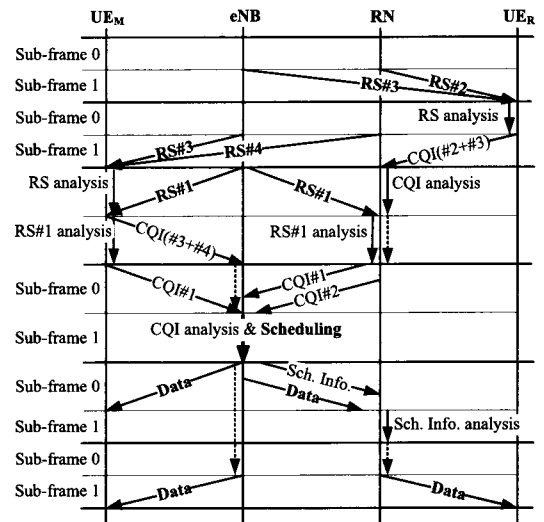 UE_M eNB RN UE_R
Sub-frame 0
Sub-frame 1 RS#3 RS#2
Sub-frame 0 RS analysis
Sub-frame 1 RS#3 RS#4 CQI(#2+#3)
RS analysis RS#1 RS#1 CQI analysis
RS#1 analysis CQI(#3+#4) RS#1 analysis
Sub-frame 0 CQI#1 CQI#1 CQI#2
Sub-frame 1 CQI analysis & Scheduling
Sub-frame 0 Data Sch. Info. Data
Sub-frame 1 Sch. Info. analysis
Sub-frame 0
Sub-frame 1 Data Data